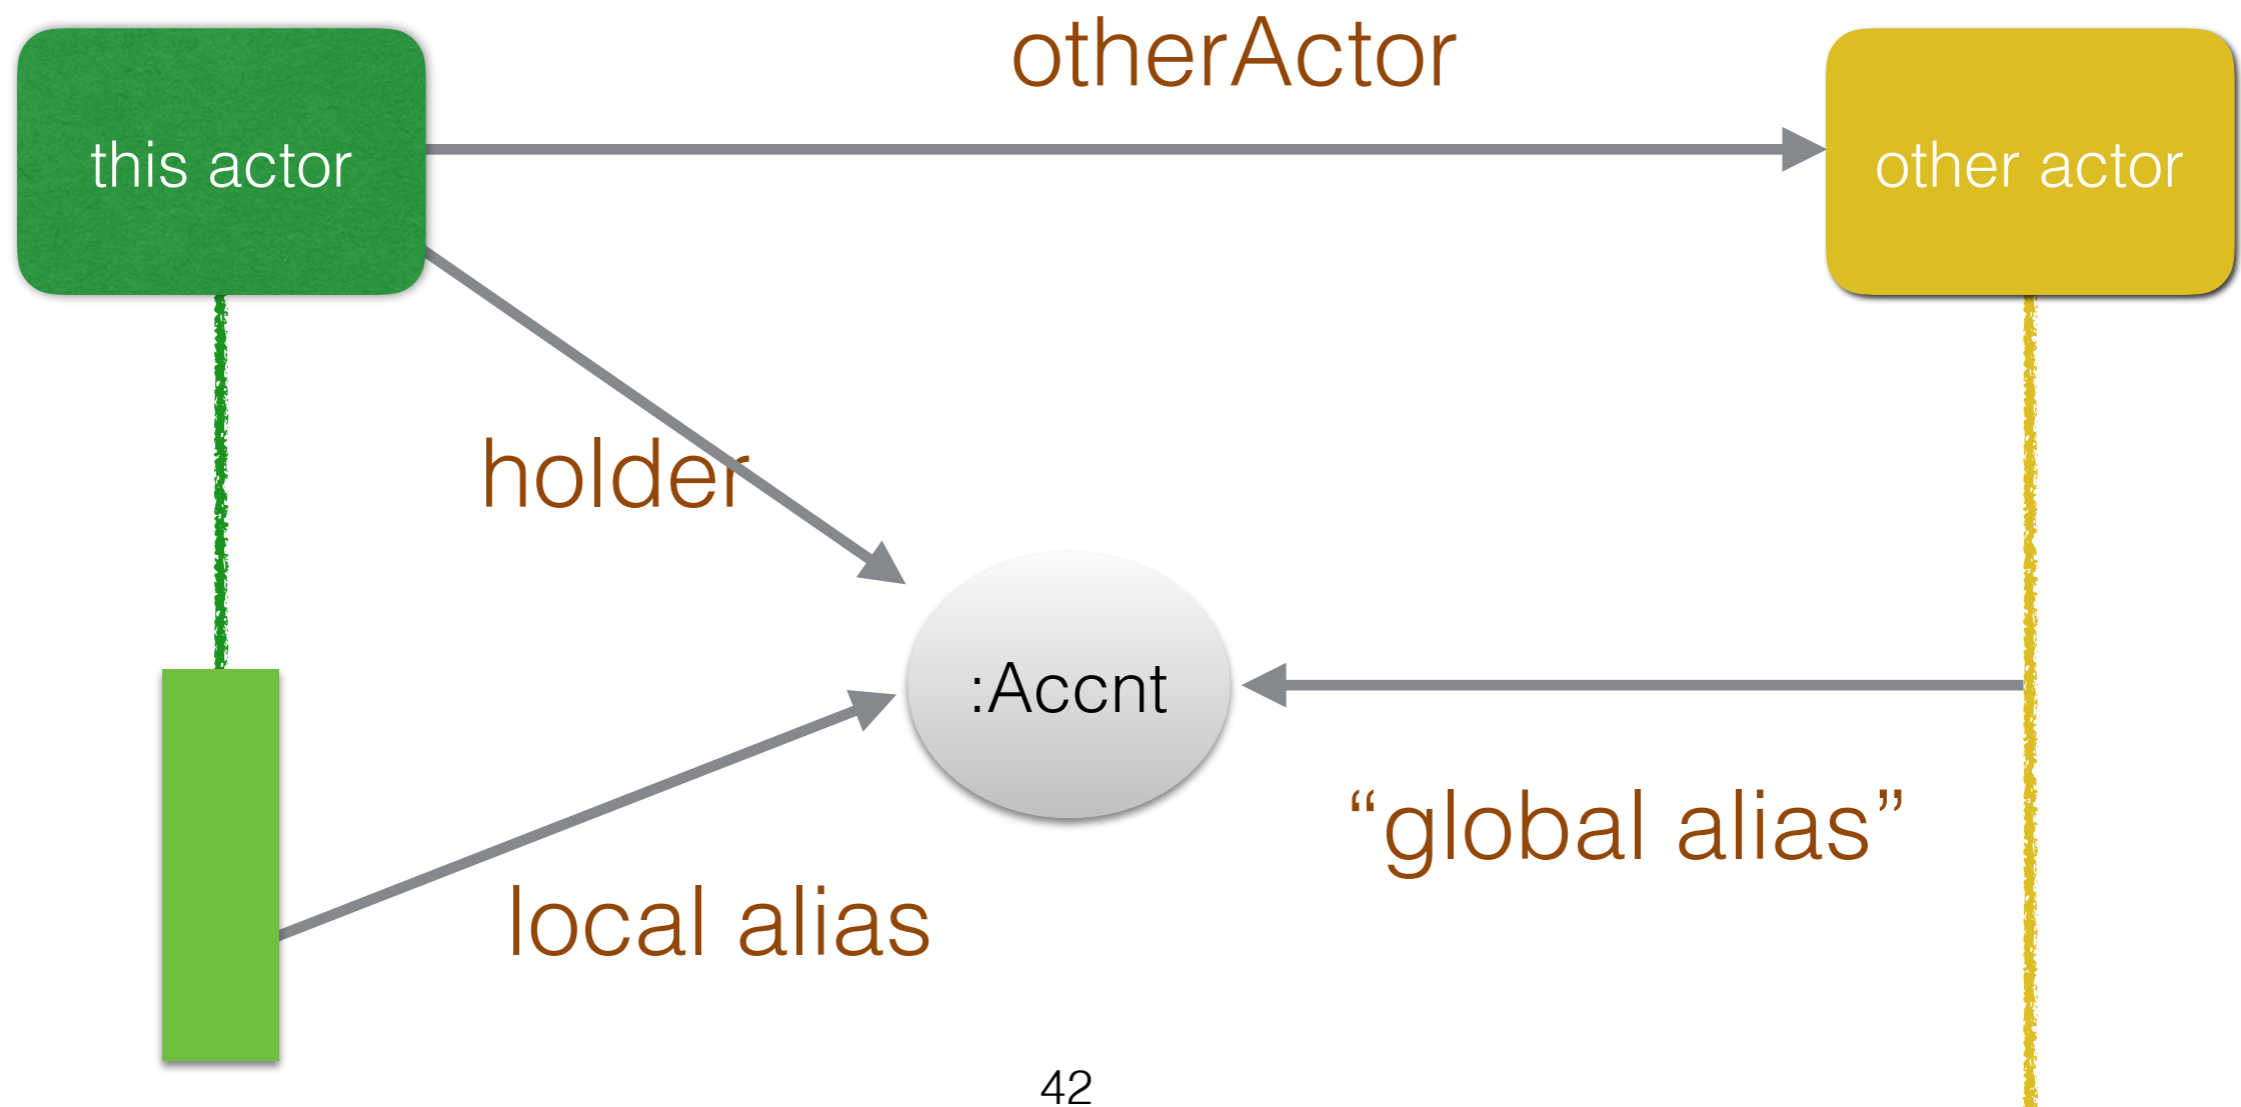 otherActor
this actor
other actor
holder
:Accnt
“global alias”
local alias
42